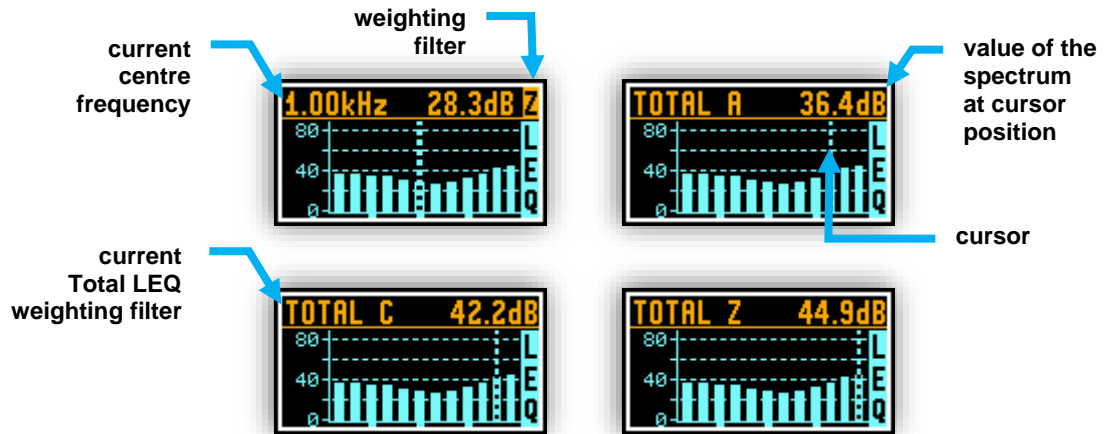 weighting
filter
current
centre
frequency
value of the
spectrum
at cursor
position
1.00kHz 28.3dB Z
80
40
0
L
E
Q
TOTAL A 36.4dB
80
40
0
L
E
Q
cursor
current
Total LEQ
weighting filter
TOTAL C 42.2dB
80
40
0
L
E
Q
TOTAL Z 44.9dB
80
40
0
L
E
Q